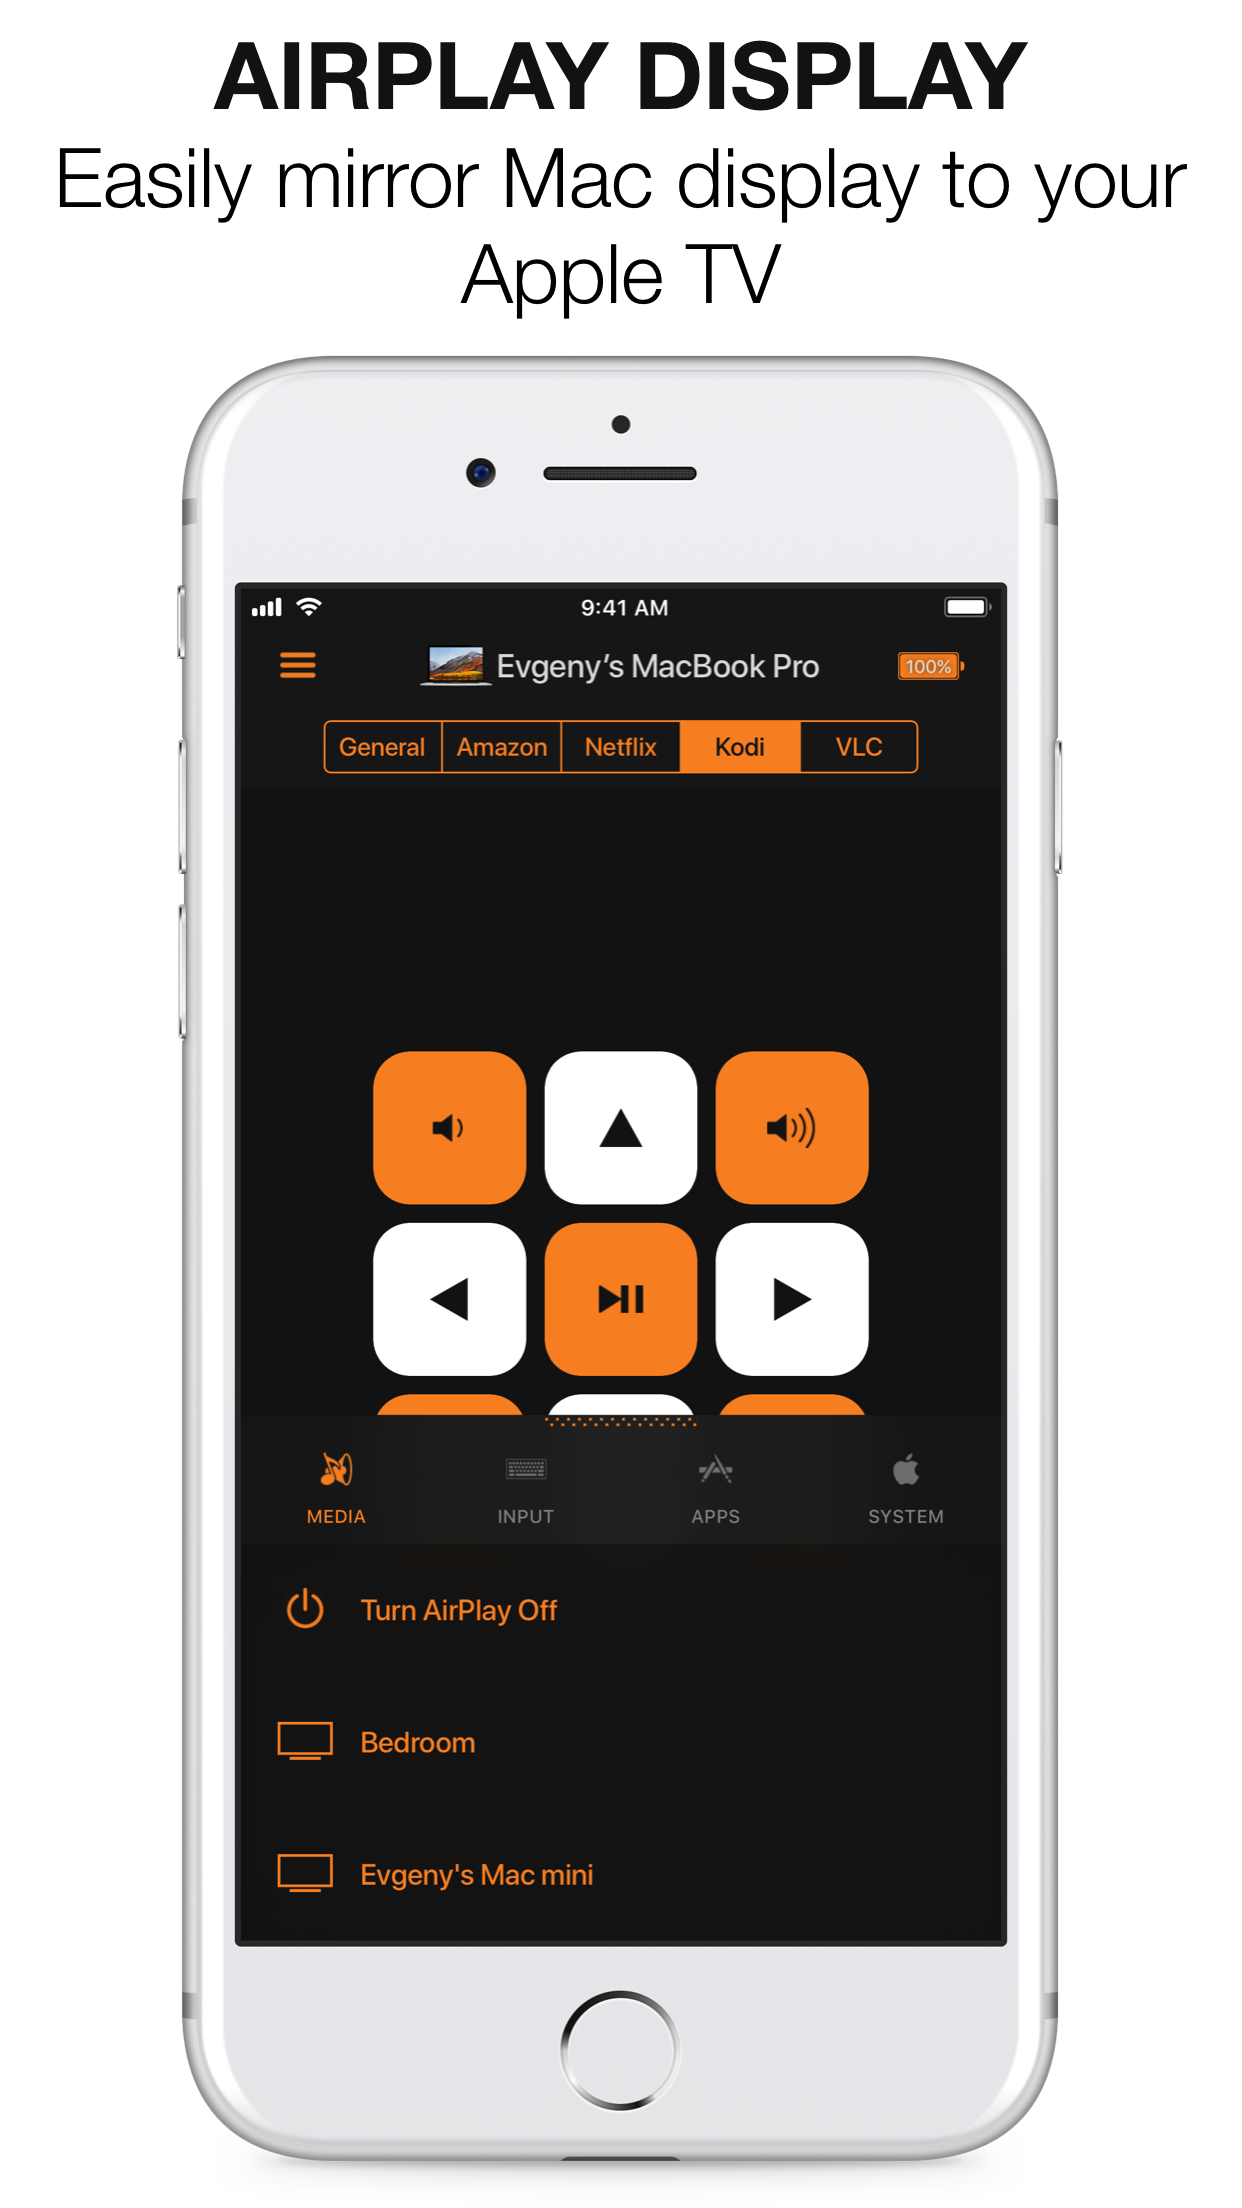 AIRPLAY DISPLAY
Easily mirror Mac display to your
Apple TV
9:41 AM
Evgeny’s MacBook Pro 100%
General Amazon Netflix Kodi VLC
MEDIA INPUT APPS SYSTEM
Turn AirPlay Off
Bedroom
Evgeny's Mac mini